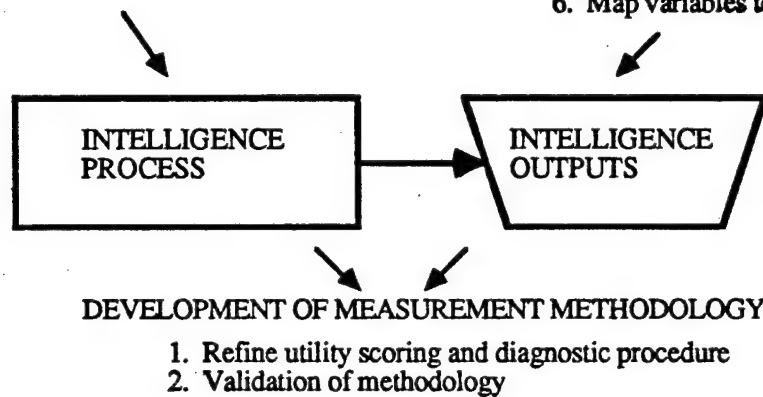 6. Map variables
INTELLIGENCE
PROCESS
INTELLIGENCE
OUTPUTS
DEVELOPMENT OF MEASUREMENT METHODOLOGY
1. Refine utility scoring and diagnostic procedure
2. Validation of methodology